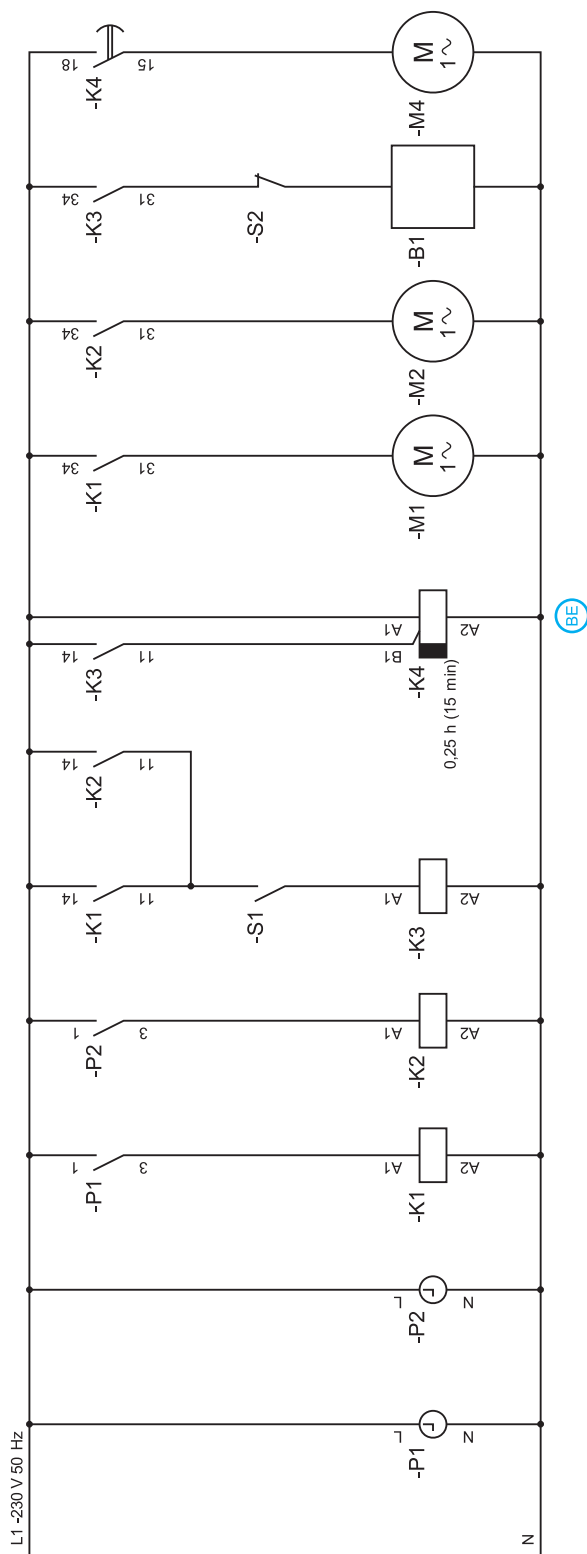 L1 -230 V 50 Hz
N
-P1
L
N
-P2
L
N
-P1
1
3
-K1
A1
A2
-P2
1
3
-K2
A1
A2
-K1
14
11
-S1
-K3
A1
A2
-K2
14
11
-K3
14
11
B1
A1
-K4
A2
0,25 h (15 min)
BE
-K1
34
31
-M1
M
1~
-K2
34
31
-M2
M
1~
-K3
34
31
-S2
-B1
-K4
18
15
-M4
M
1~